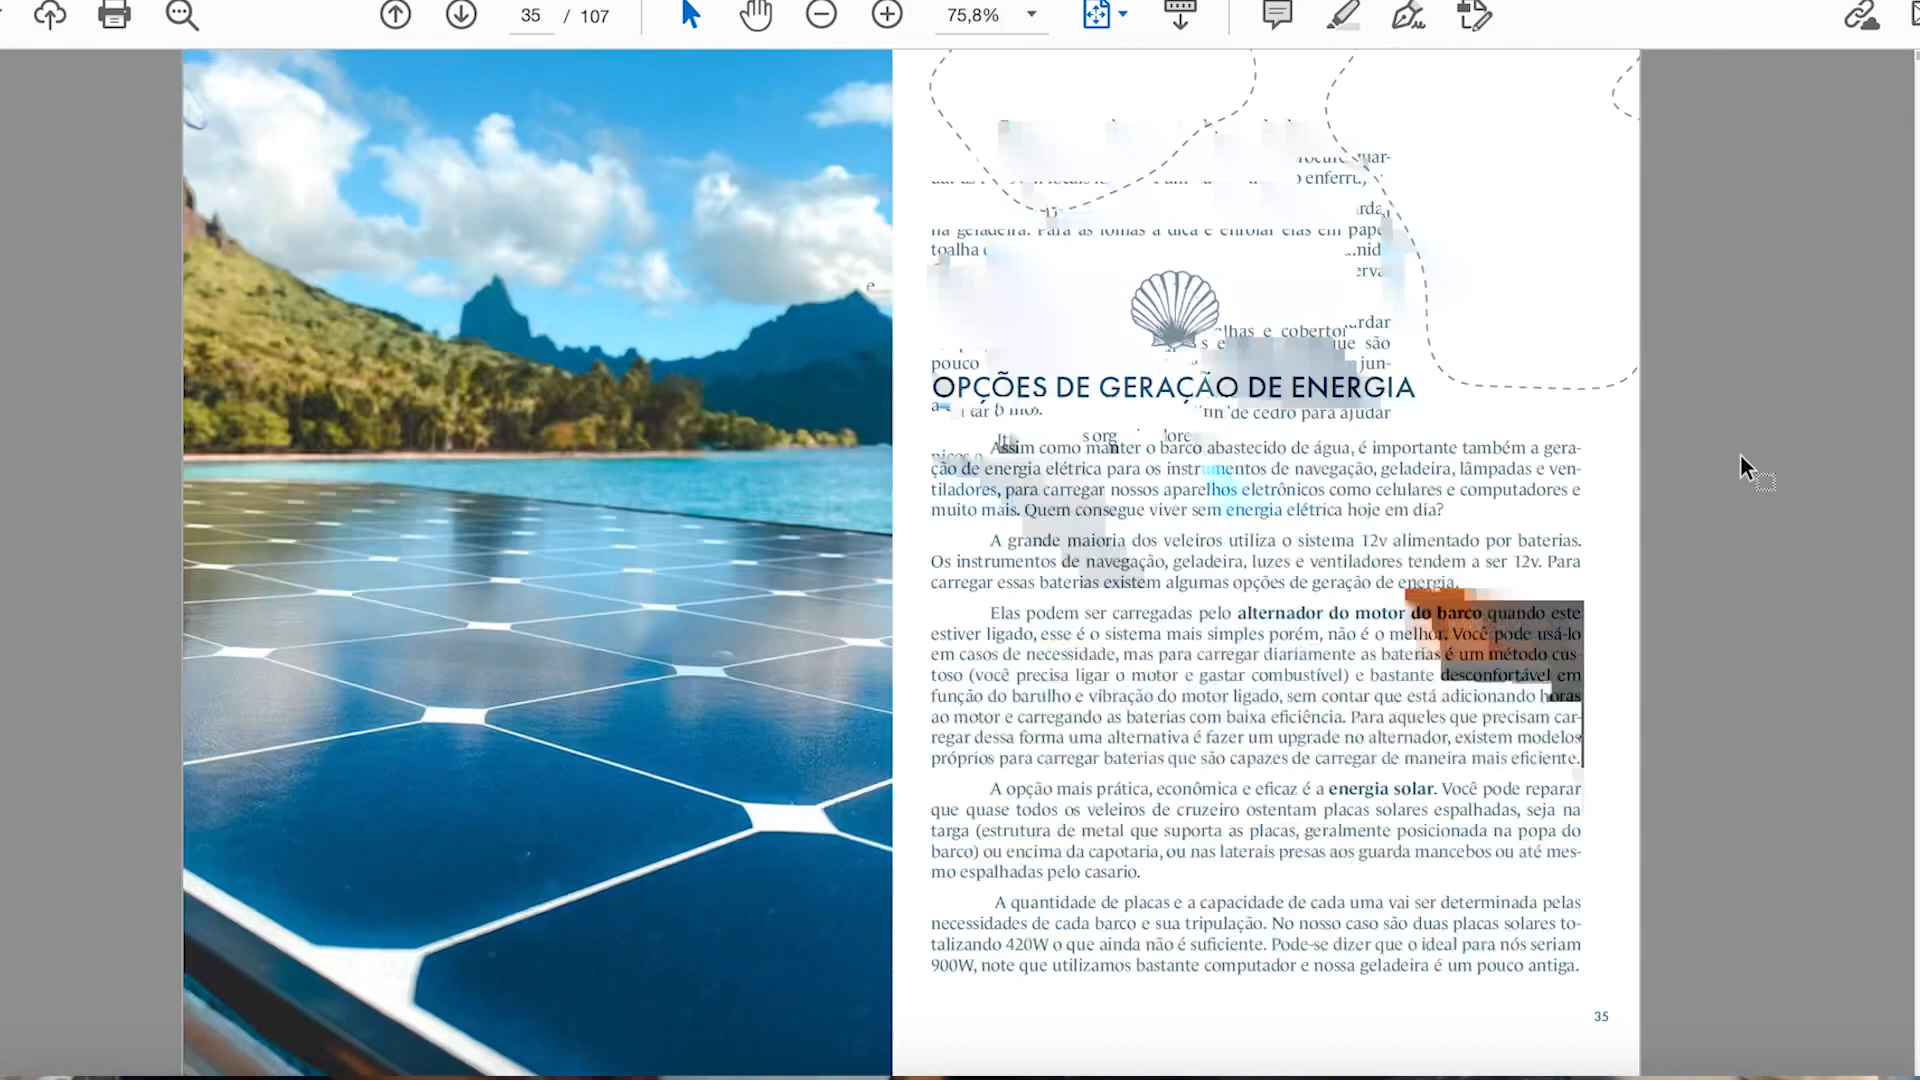 35 / 107
75,8%
na geladeira. Para as
toalha
lhas e
são
pouco
jun-
OPÇÕES DE GERAÇÃO DE ENERGIA
de cedro para ajudar
Assim como manter o barco abastecido de água, é importante também a gera-
ção de energia elétrica para os instrumentos de navegação, geladeira, lâmpadas e ven-
tiladores, para carregar nossos aparelhos eletrônicos como celulares e computadores e
muito mais. Quem consegue viver sem energia elétrica hoje em dia?
A grande maioria dos veleiros utiliza o sistema 12v alimentado por baterias.
Os instrumentos de navegação, geladeira, luzes e ventiladores tendem a ser 12v. Para
carregar essas baterias existem algumas opções de geração de energia.
Elas podem ser carregadas pelo alternador do motor do barco quando este
estiver ligado, esse é o sistema mais simples porém, não é o melhor. Você pode usá-lo
em casos de necessidade, mas para carregar diariamente as baterias é um método cus-
toso (você precisa ligar o motor e gastar combustível) e bastante desconfortável em
função do barulho e vibração do motor ligado, sem contar que está adicionando horas
ao motor e carregando as baterias com baixa eficiência. Para aqueles que precisam car-
regar dessa forma uma alternativa é fazer um upgrade no alternador, existem modelos
próprios para carregar baterias que são capazes de carregar de maneira mais eficiente.
A opção mais prática, econômica e eficaz é a energia solar. Você pode reparar
que quase todos os veleiros de cruzeiro ostentam placas solares espalhadas, seja na
targa (estrutura de metal que suporta as placas, geralmente posicionada na popa do
barco) ou encima da capotaria, ou nas laterais presas aos guarda mancebos ou até mes-
mo espalhadas pelo casario.
A quantidade de placas e a capacidade de cada uma vai ser determinada pelas
necessidades de cada barco e sua tripulação. No nosso caso são duas placas solares to-
talizando 420W o que ainda não é suficiente. Pode-se dizer que o ideal para nós seriam
900W, note que utilizamos bastante computador e nossa geladeira é um pouco antiga.
35